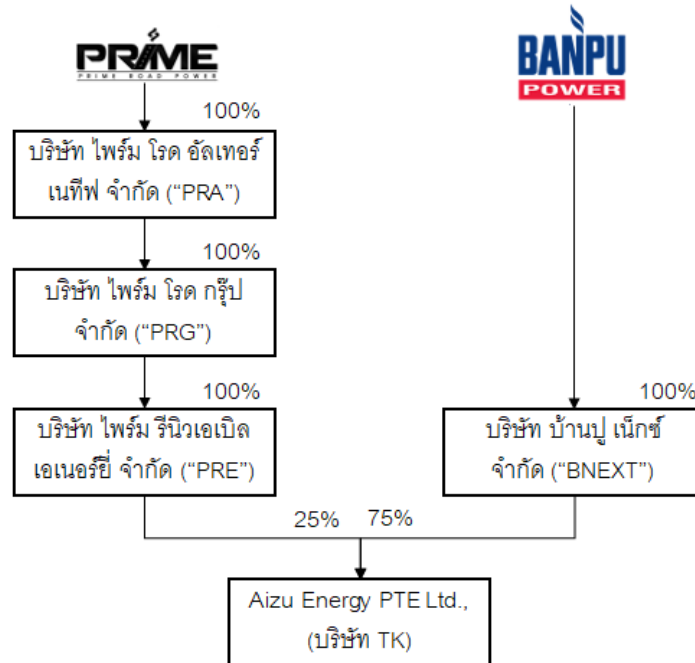 PRIME
PRIME ROAD POWER
BANPU
POWER
100%
บริษัท ไพร์ม โรด อัลเทอร์
เนทีฟ จำกัด (“PRA”)
100%
บริษัท ไพร์ม โรด กรุ๊ป
จำกัด (“PRG”)
100%
บริษัท ไพร์ม รีนิวเอเบิล
เอเนอร์ยี่ จำกัด (“PRE”)
100%
บริษัท บ้านปู เน็กซ์
จำกัด (“BNEXT”)
25% 75%
Aizu Energy PTE Ltd.,
(บริษัท TK)